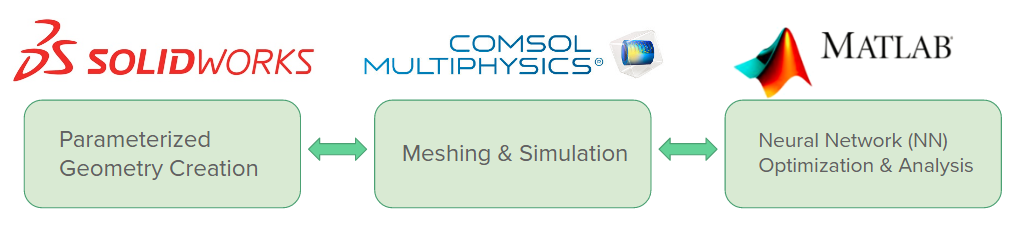 SOLIDWORKS
COMSOL
MULTIPHYSICS®
MATLAB®
Parameterized
Geometry Creation
Meshing & Simulation
Neural Network (NN)
Optimization & Analysis